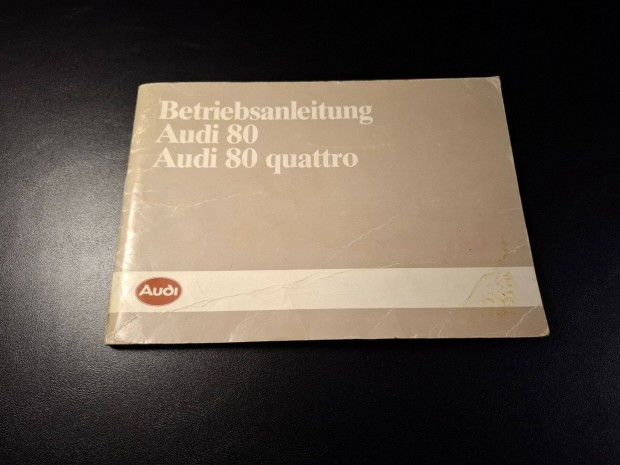 Betriebsanleitung
Audi 80
Audi 80 quattro
Audi